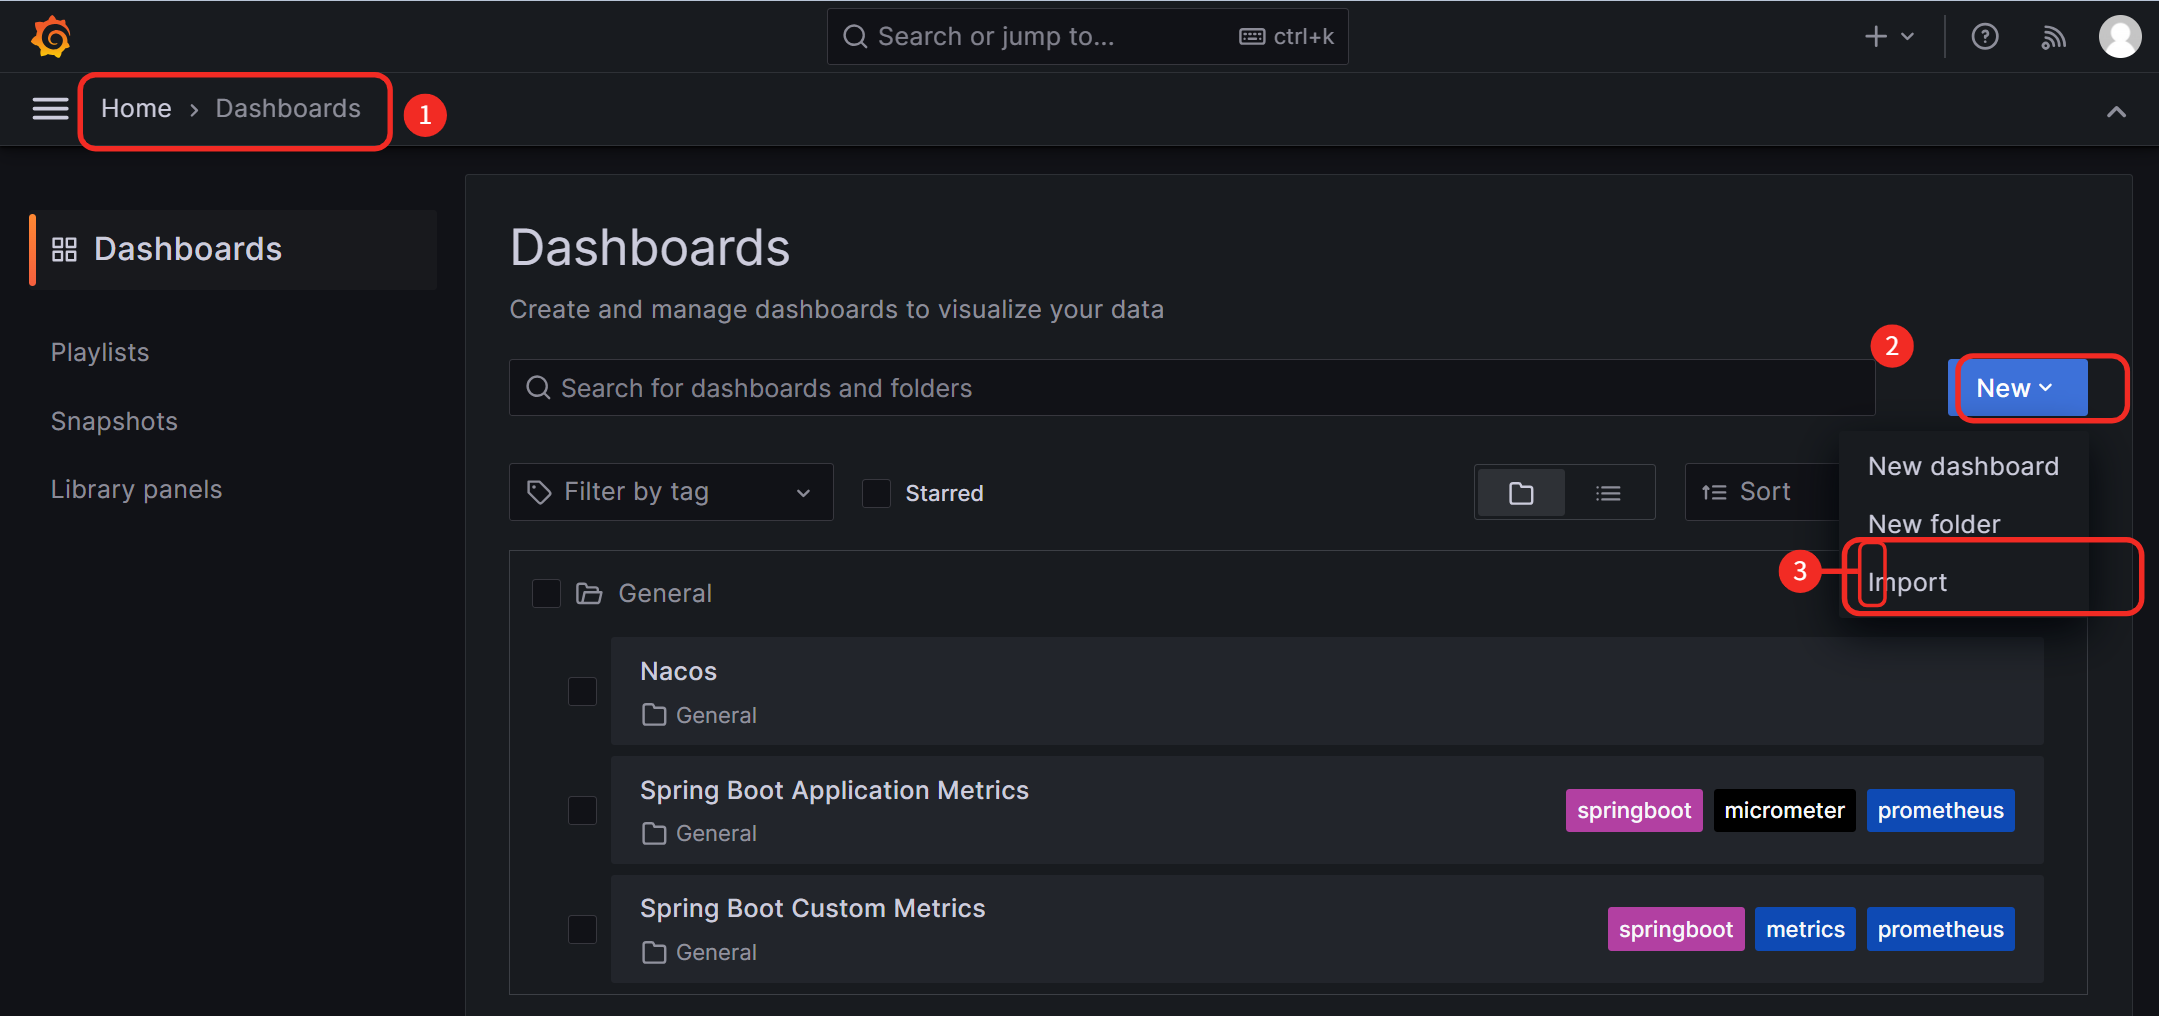 Search or jump to... ctrl+k
Home › Dashboards 1
Dashboards
Playlists
Snapshots
Library panels
Dashboards
Create and manage dashboards to visualize your data
2
Search for dashboards and folders
New
New dashboard
New folder
3 Import
Filter by tag
Starred
Sort
General
Nacos
General
Spring Boot Application Metrics
springboot micrometer prometheus
General
Spring Boot Custom Metrics
springboot metrics prometheus
General